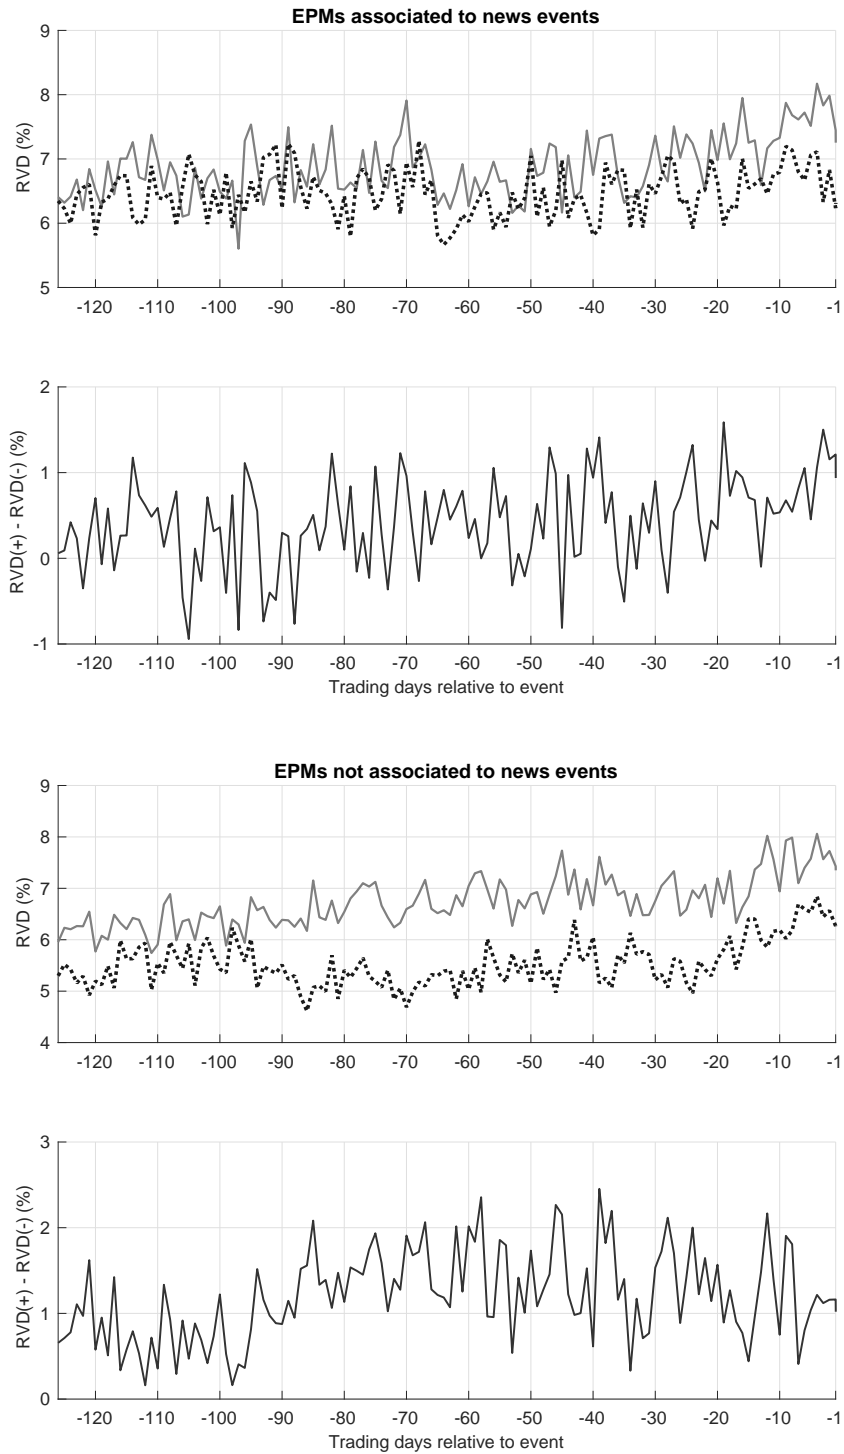 EPMs associated to news events
9
8
7
6
5
RVD (%)
-120 -110 -100 -90 -80 -70 -60 -50 -40 -30 -20 -10 -1
2
1
0
-1
RVD(+) - RVD(-) (%)
-120 -110 -100 -90 -80 -70 -60 -50 -40 -30 -20 -10 -1
Trading days relative to event
EPMs not associated to news events
9
8
7
6
5
4
RVD (%)
-120 -110 -100 -90 -80 -70 -60 -50 -40 -30 -20 -10 -1
3
2
1
0
RVD(+) - RVD(-) (%)
-120 -110 -100 -90 -80 -70 -60 -50 -40 -30 -20 -10 -1
Trading days relative to event